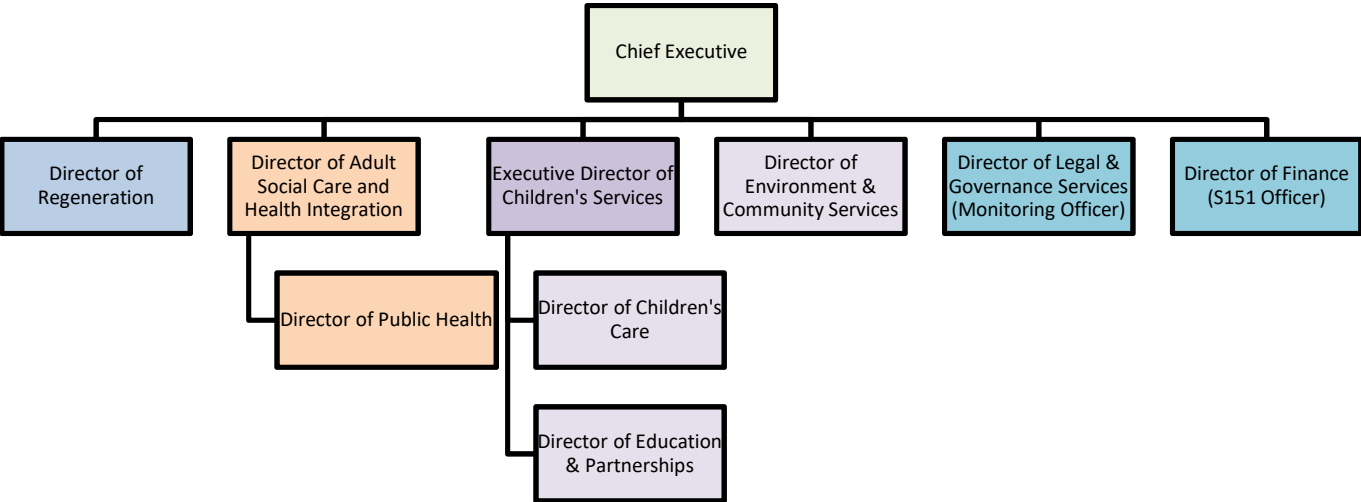 Chief Executive
Director of
Regeneration
Director of Adult
Social Care and
Health Integration
Executive Director of
Children's Services
Director of
Environment &
Community Services
Director of Legal &
Governance Services
(Monitoring Officer)
Director of Finance
(S151 Officer)
Director of Public Health
Director of Children's
Care
Director of Education
& Partnerships